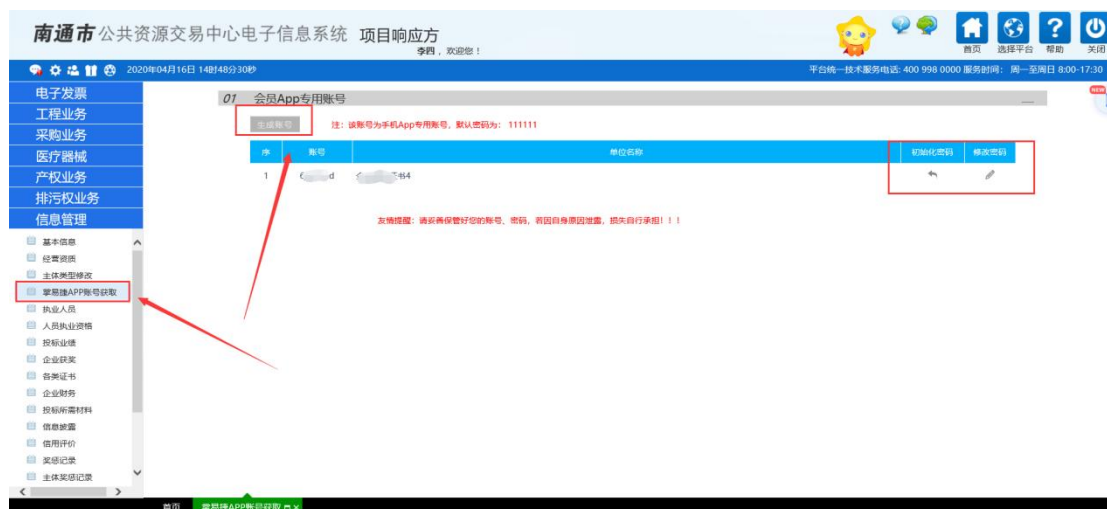 南通市公共资源交易中心电子信息系统 项目响应方
李四，欢迎您！
首页 选择平台 帮助 关闭
2020年04月16日 14时48分30秒
平台统一技术服务电话: 400 998 0000 服务时间: 周一至周日 8:00-17:30
电子发票
工程业务
采购业务
医疗器械
产权业务
排污权业务
信息管理
基本信息
经营资质
主体类型修改
掌易捷APP账号获取
执业人员
人员执业资格
投标业绩
企业获奖
各类证书
企业财务
投标所需材料
信息披露
信用评价
奖惩记录
主体奖惩记录
01 会员App专用账号
生成账号 注：该账号为手机App专用账号，默认密码为：111111
序 账号 单位名称 初始化密码 修改密码
1 d 书4
友情提醒：请妥善保管好您的账号、密码，若因自身原因泄露，损失自行承担！！！
NEW
首页 掌易捷APP账号获取